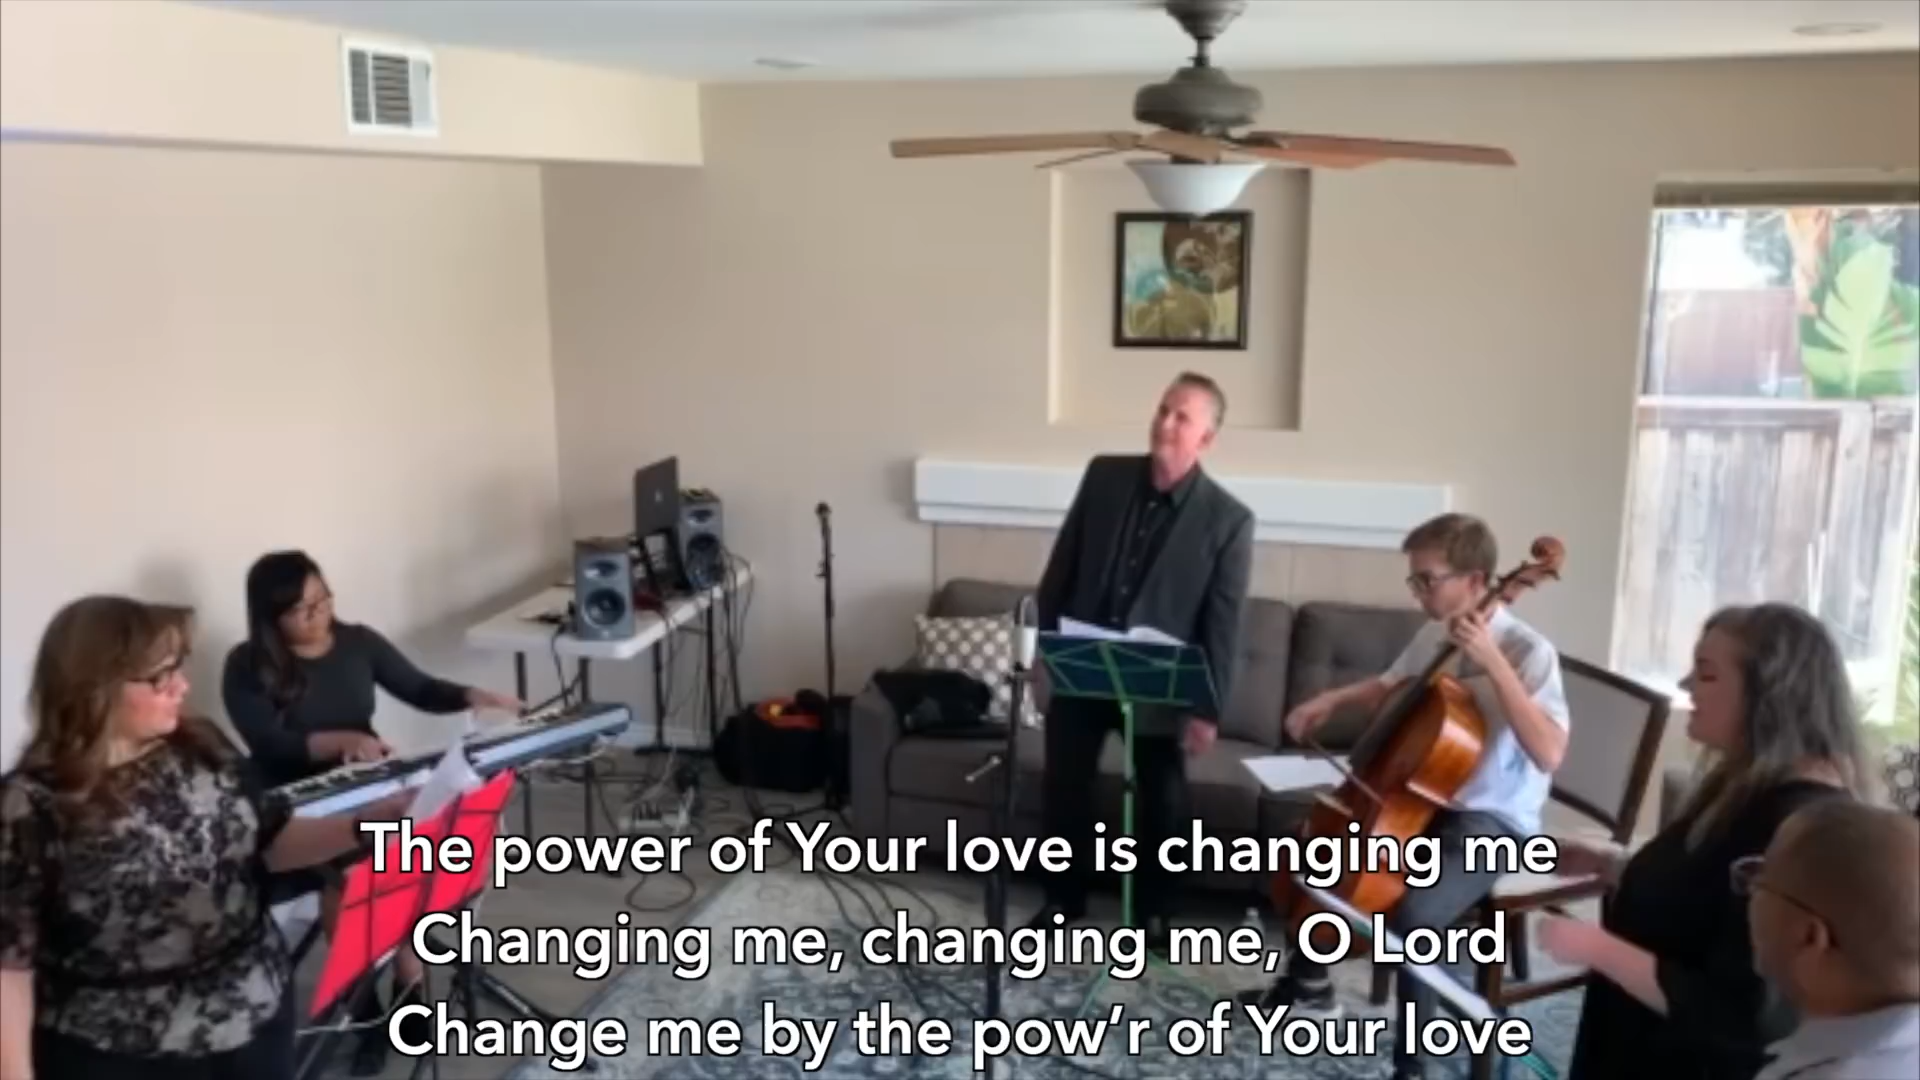 The power of Your love is changing me
Changing me, changing me, O Lord
Change me by the pow’r of Your love